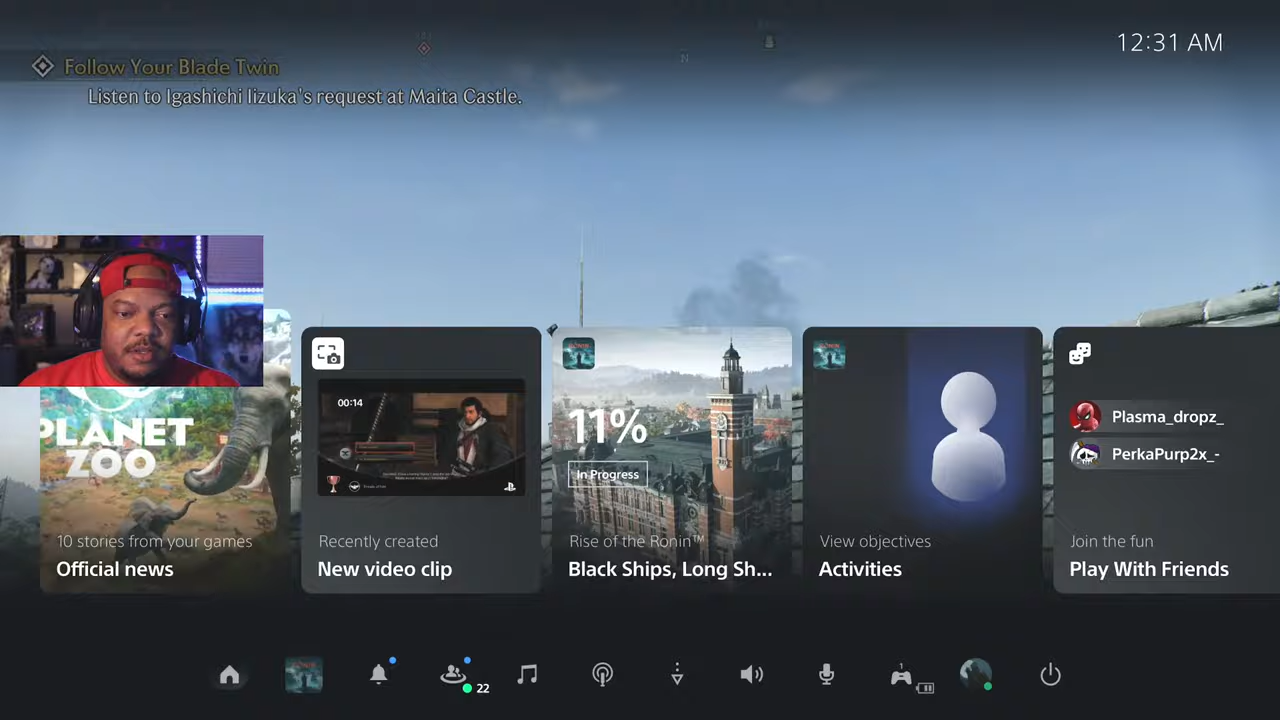 12:31 AM
Follow Your Blade Twin
Listen to Igashichi Iizuka's request at Maita Castle.
N
PLANET
ZOO
10 stories from your games
Official news
00:14
Recently created
New video clip
RONIN
11%
In Progress
Rise of the Ronin™
Black Ships, Long Sh...
View objectives
Activities
Plasma_dropz_
PerkaPurp2x_-
Join the fun
Play With Friends
22
1